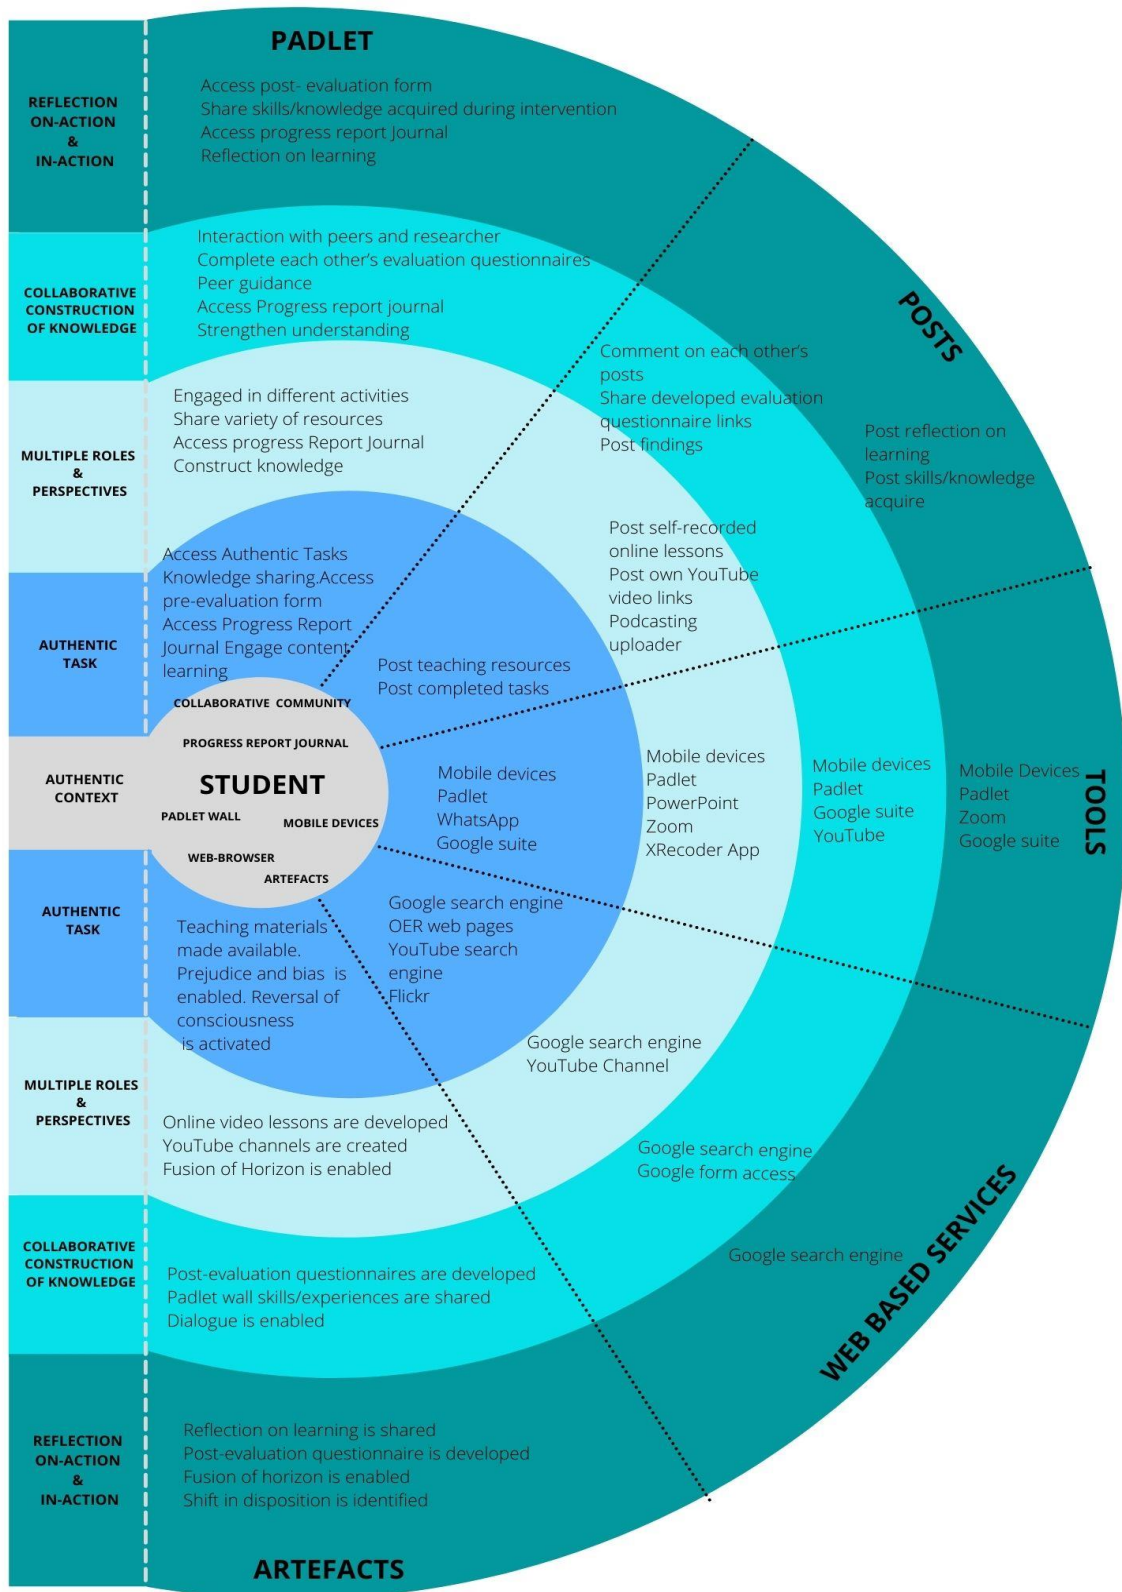 PADLET
REFLECTION
ON-ACTION
&
IN-ACTION
Access post- evaluation form
Share skills/knowledge acquired during intervention
Access progress report Journal
Reflection on learning
COLLABORATIVE
CONSTRUCTION
OF KNOWLEDGE
Interaction with peers and researcher
Complete each other's evaluation questionnaires
Peer guidance
Access Progress report journal
Strengthen understanding
MULTIPLE ROLES
&
PERSPECTIVES
Engaged in different activities
Share variety of resources
Access progress Report Journal
Construct knowledge
AUTHENTIC
TASK
Access Authentic Tasks
Knowledge sharing.Access
pre-evaluation form
Access Progress Report
Journal Engage content
learning
POSTS
Post reflection on
learning
Post skills/knowledge
acquire
Comment on each other's
posts
Share developed evaluation
questionnaire links
Post findings
Post self-recorded
online lessons
Post own YouTube
video links
Podcasting
uploader
Post teaching resources
Post completed tasks
AUTHENTIC
CONTEXT
COLLABORATIVE COMMUNITY
PROGRESS REPORT JOURNAL
STUDENT
PADLET WALL
MOBILE DEVICES
WEB-BROWSER
ARTEFACTS
Mobile devices
Padlet
WhatsApp
Google suite
Mobile devices
Padlet
PowerPoint
Zoom
XRecoder App
Mobile devices
Padlet
Google suite
YouTube
Mobile Devices
Padlet
Zoom
Google suite
TOOLS
Google search engine
OER web pages
YouTube search
engine
Flickr
Google search engine
YouTube Channel
Google search engine
Google form access
Google search engine
WEB BASED SERVICES
AUTHENTIC
TASK
Teaching materials
made available.
Prejudice and bias is
enabled. Reversal of
consciousness
is activated
MULTIPLE ROLES
&
PERSPECTIVES
Online video lessons are developed
YouTube channels are created
Fusion of Horizon is enabled
COLLABORATIVE
CONSTRUCTION
OF KNOWLEDGE
Post-evaluation questionnaires are developed
Padlet wall skills/experiences are shared
Dialogue is enabled
REFLECTION
ON-ACTION
&
IN-ACTION
Reflection on learning is shared
Post-evaluation questionnaire is developed
Fusion of horizon is enabled
Shift in disposition is identified
ARTEFACTS